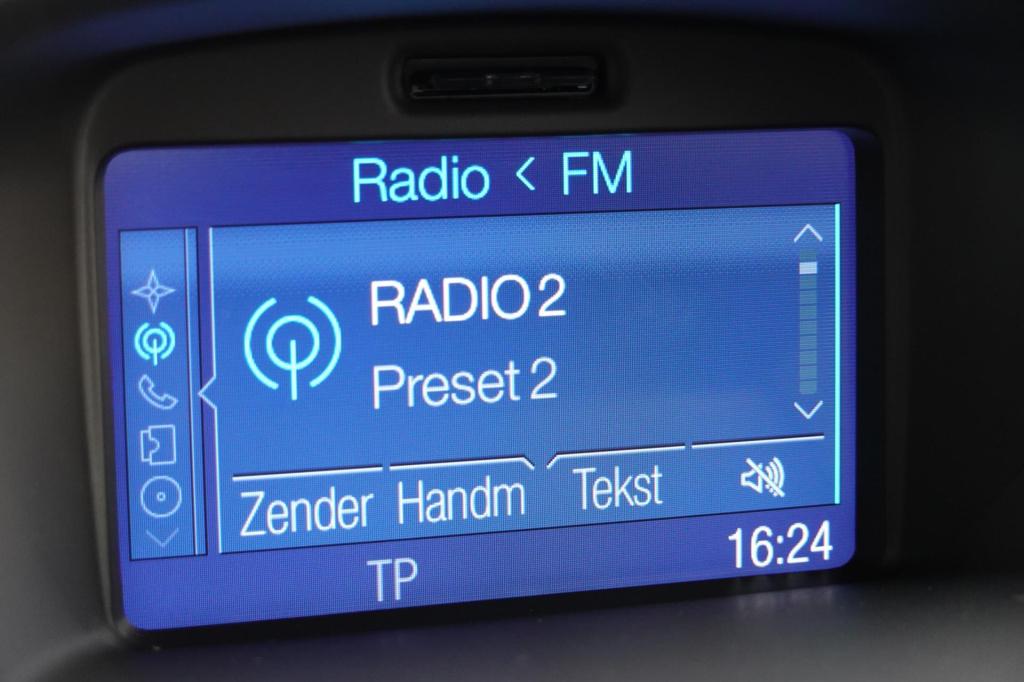 Radio < FM
RADIO 2
Preset 2
Zender Handm Tekst
TP
16:24